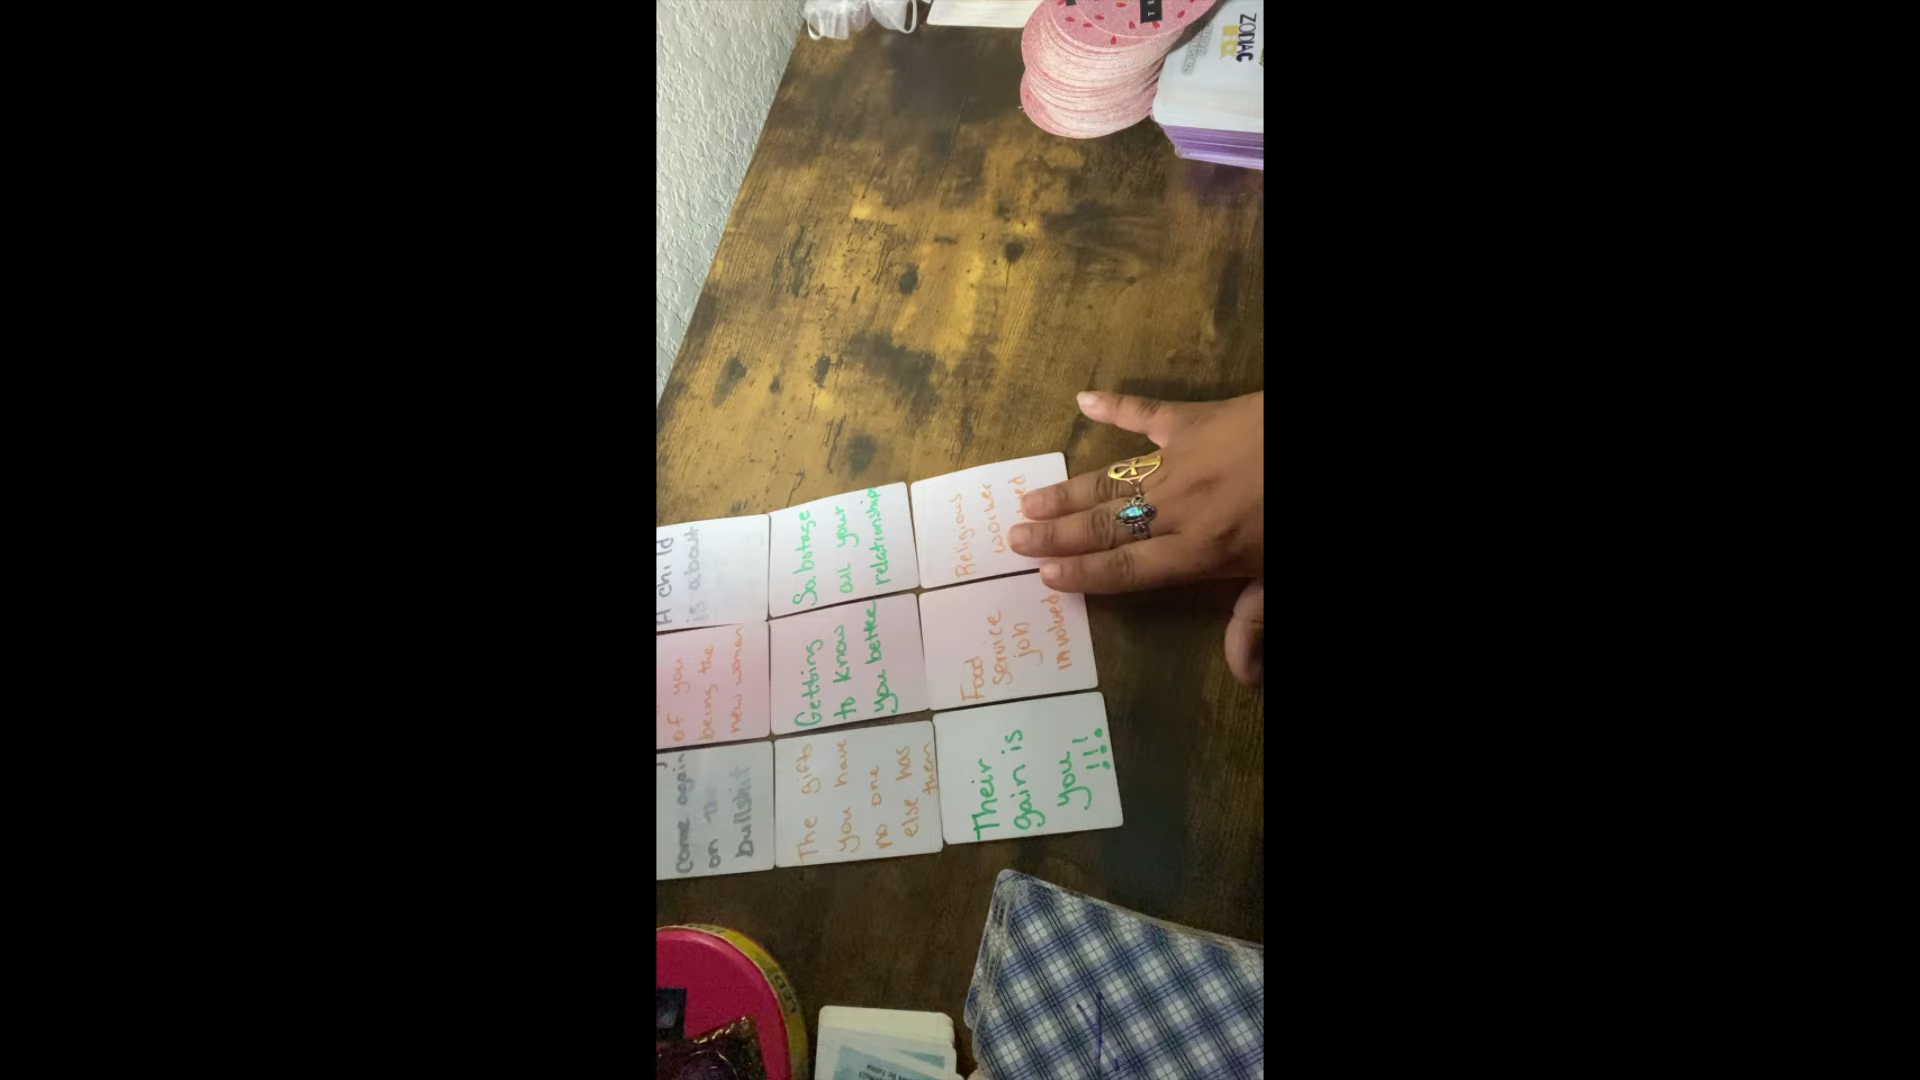 Come again
on
bullshit
of you
being the
new woman
A child
is about
The gifts
you have
no one
else has
them
Getting
to know
you better
Sabotage
all your
relationships
Their
gain is
you!!!
Food
Service
job
involved
Religious
worker
ZODIAC
LED